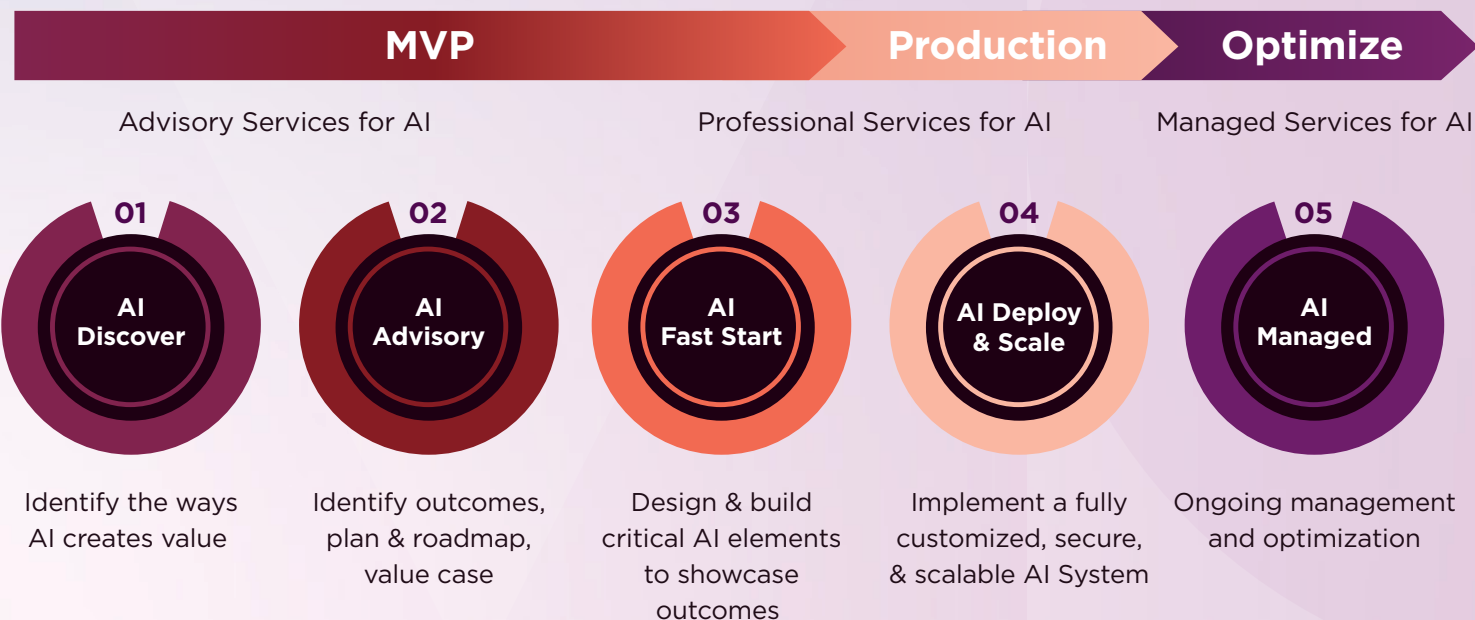 MVP
Production
Optimize
Advisory Services for AI
Professional Services for AI
Managed Services for AI
01
AI
Discover
Identify the ways
AI creates value
02
AI
Advisory
Identify outcomes,
plan & roadmap,
value case
03
AI
Fast Start
Design & build
critical AI elements
to showcase
outcomes
04
AI Deploy
& Scale
Implement a fully
customized, secure,
& scalable AI System
05
AI
Managed
Ongoing management
and optimization